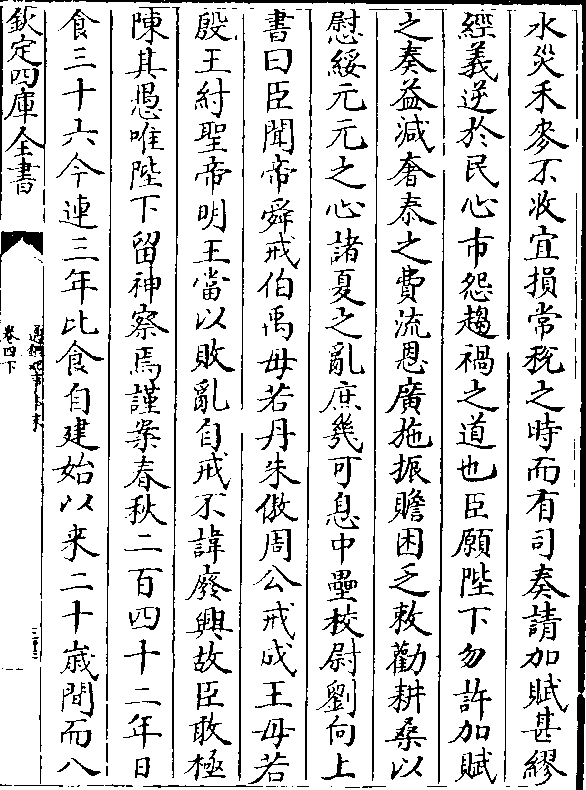 水災禾麥不收宜損常稅之時而有司奏請加賦甚繆
經義逆於民心市怨趨禍之道也臣願陛下勿許加賦
之奏益減奢泰之費流恩廣施振贍困乏敕勸耕桑以
慰綏元元之心諸夏之亂庶幾可息中壘校尉劉向上
書曰臣聞帝舜戒伯禹毋若丹朱傲周公戒成王毋若
殷王紂聖帝明王當以敗亂自戒不諱廢興故臣敢極
陳其愚唯陛下留神察焉謹案春秋二百四十二年日
食三十六今連三年比食自建始以来二十歲間而八
欽定四庫全書
卷四下